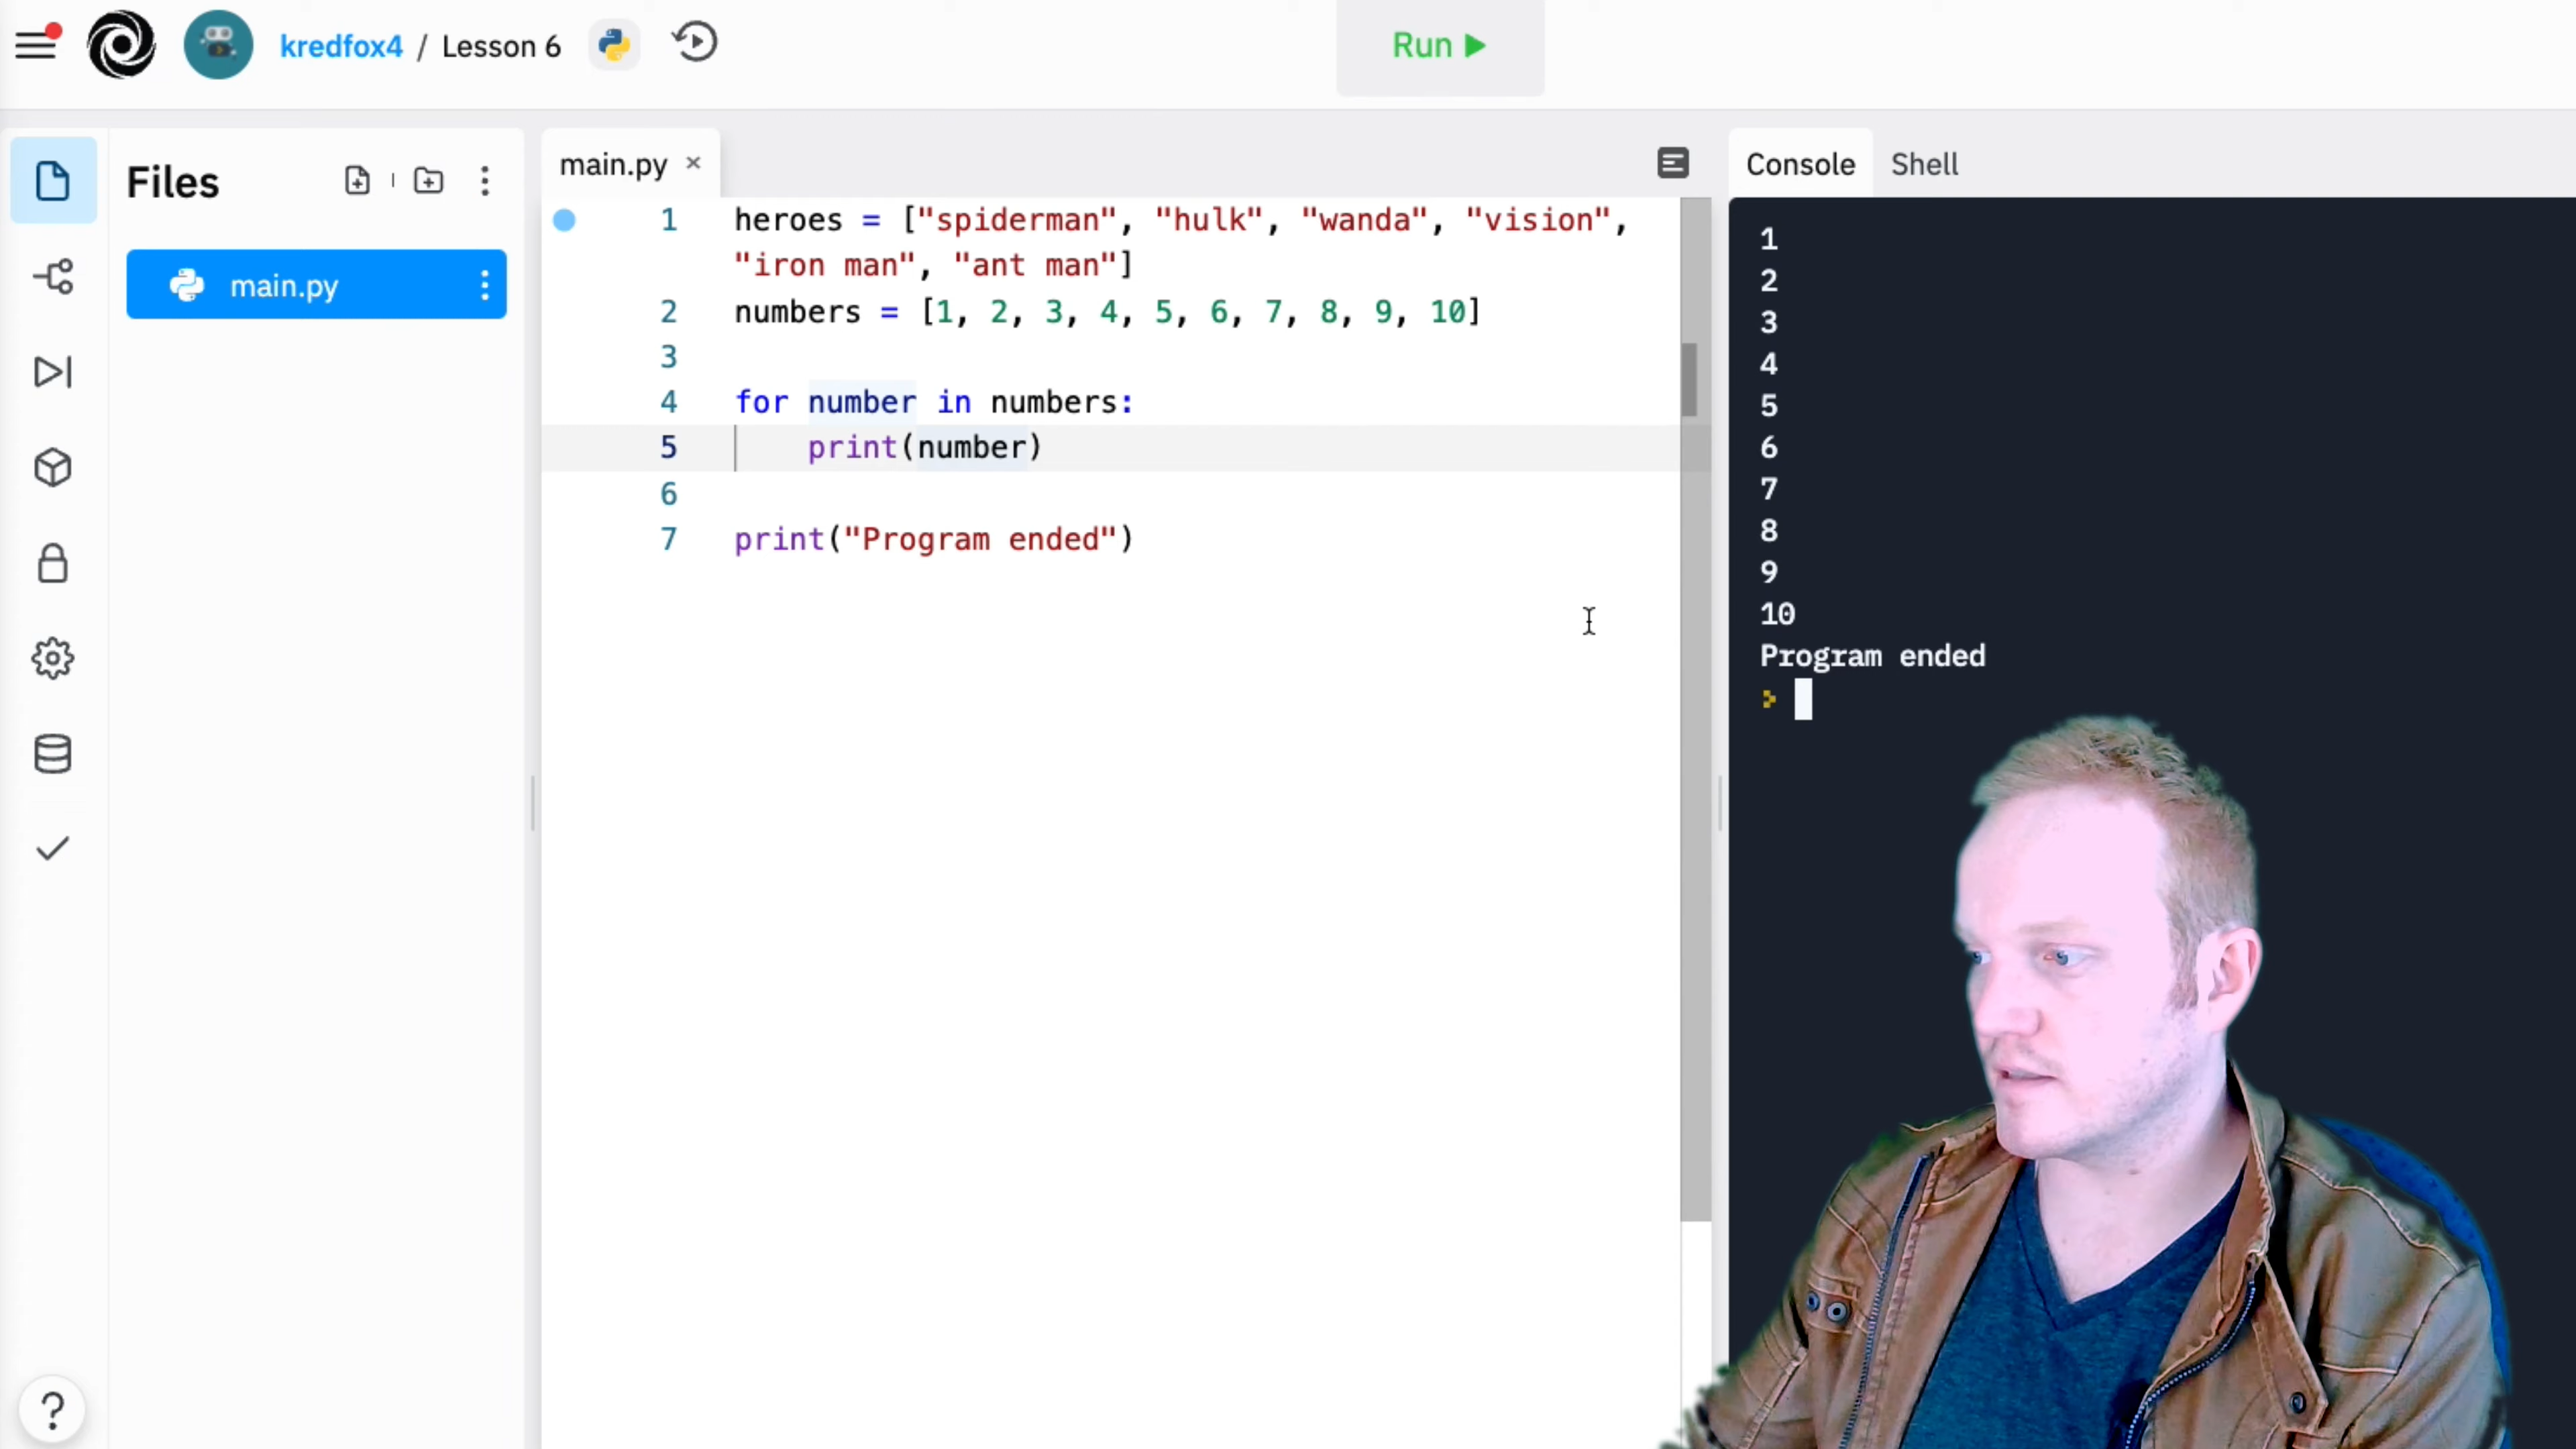 kredfox4 / Lesson 6
Run
Files
main.py
main.py
Console
Shell
1 heroes = ["spiderman", "hulk", "wanda", "vision",
"iron man", "ant man"]
2 numbers = [1, 2, 3, 4, 5, 6, 7, 8, 9, 10]
3
4 for number in numbers:
5 print(number)
6
7 print("Program ended")
1
2
3
4
5
6
7
8
9
10
Program ended
>
?